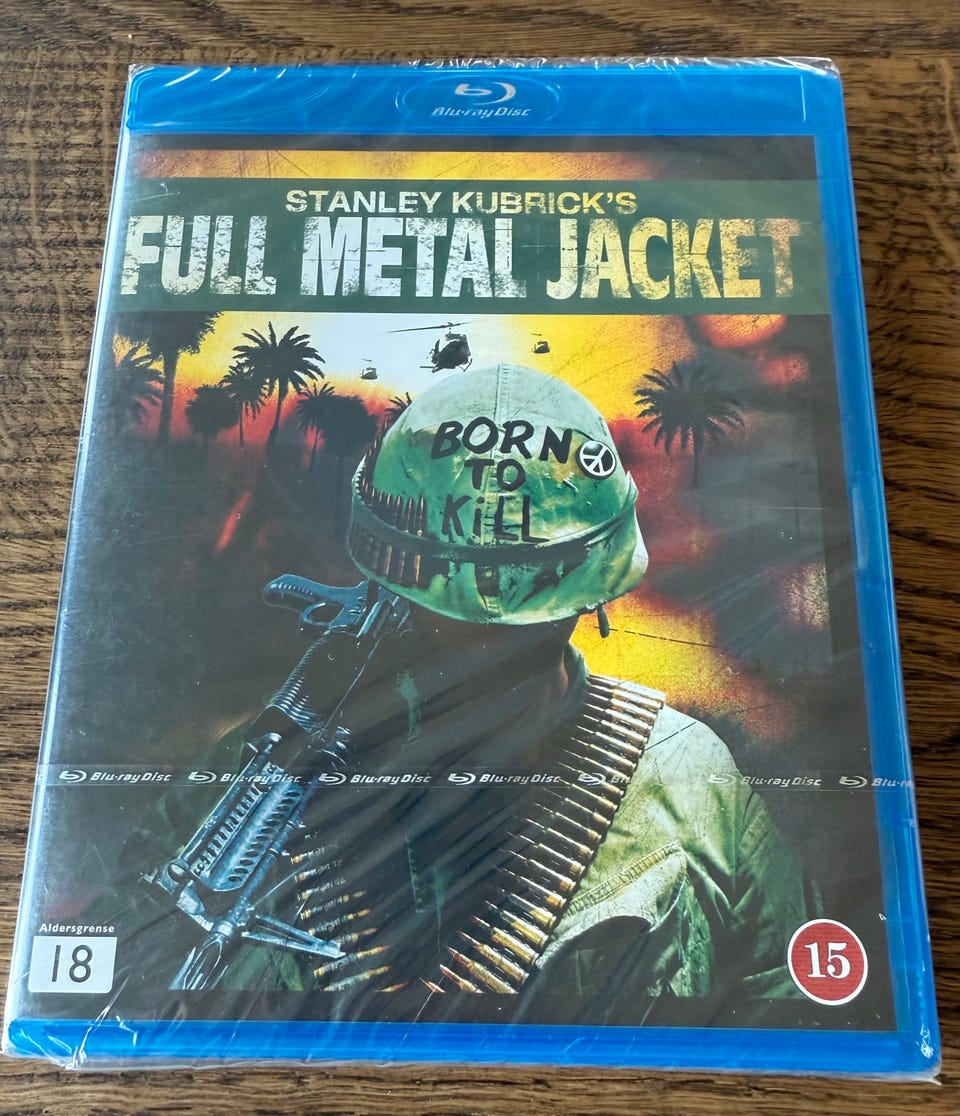 Blu-ray Disc
STANLEY KUBRICK'S
FULL METAL JACKET
BORN
TO
KiLL
Blu-ray Disc Blu-ray Disc Blu-ray Disc Blu-ray Disc Blu-ray Disc
Aldersgrense
18
15